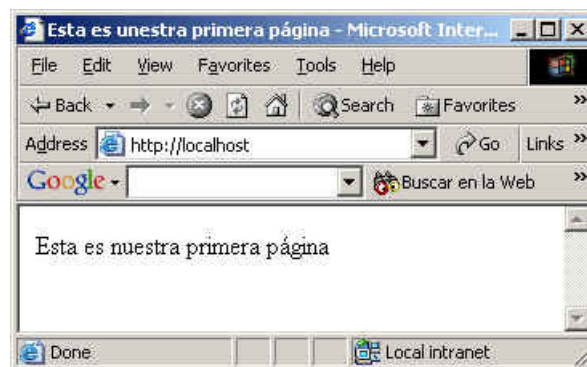 Esta es unestra primera página - Microsoft Inter...
File Edit View Favorites Tools Help
Back Search Favorites »
Address http://localhost Go Links »
Google Buscar en la Web »
Esta es nuestra primera página
Done Local intranet